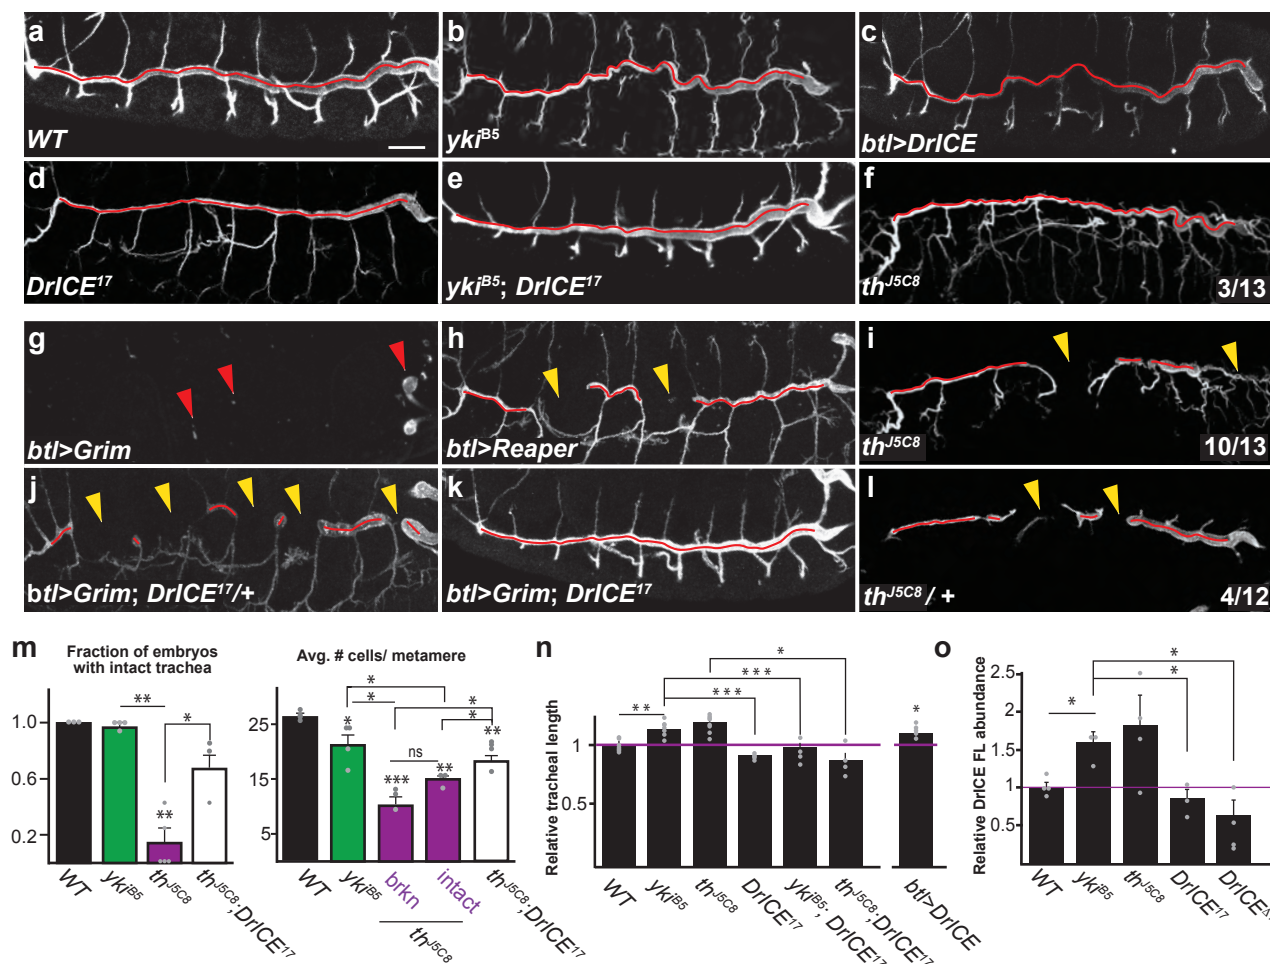 a
WT
b
yki^B5
c
btl>DrICE
d
DrICE^17
e
yki^B5; DrICE^17
f
th^J5C8
3/13
g
btl>Grim
h
btl>Reaper
i
th^J5C8
10/13
j
btl>Grim; DrICE^17/+
k
btl>Grim; DrICE^17
l
th^J5C8/+
4/12
m
Fraction of embryos
with intact trachea
1.0
0.6
0.2
**
*
**
WT
yki^B5
th^J5C8
th^J5C8;DrICE^17
Avg. # cells/ metamere
25
15
5
*
*
*
*
*
ns
***
**
**
WT
yki^B5
brkn
intact
th^J5C8
th^J5C8;DrICE^17
n
Relative tracheal length
1
0.5
*
***
***
**
*
WT
yki^B5
th^J5C8
DrICE^17
yki^B5; DrICE^17
th^J5C8;DrICE^17
btl>DrICE
o
Relative DrICE FL abundance
2.5
2
1.5
1
0.5
*
*
*
WT
yki^B5
th^J5C8
DrICE^17